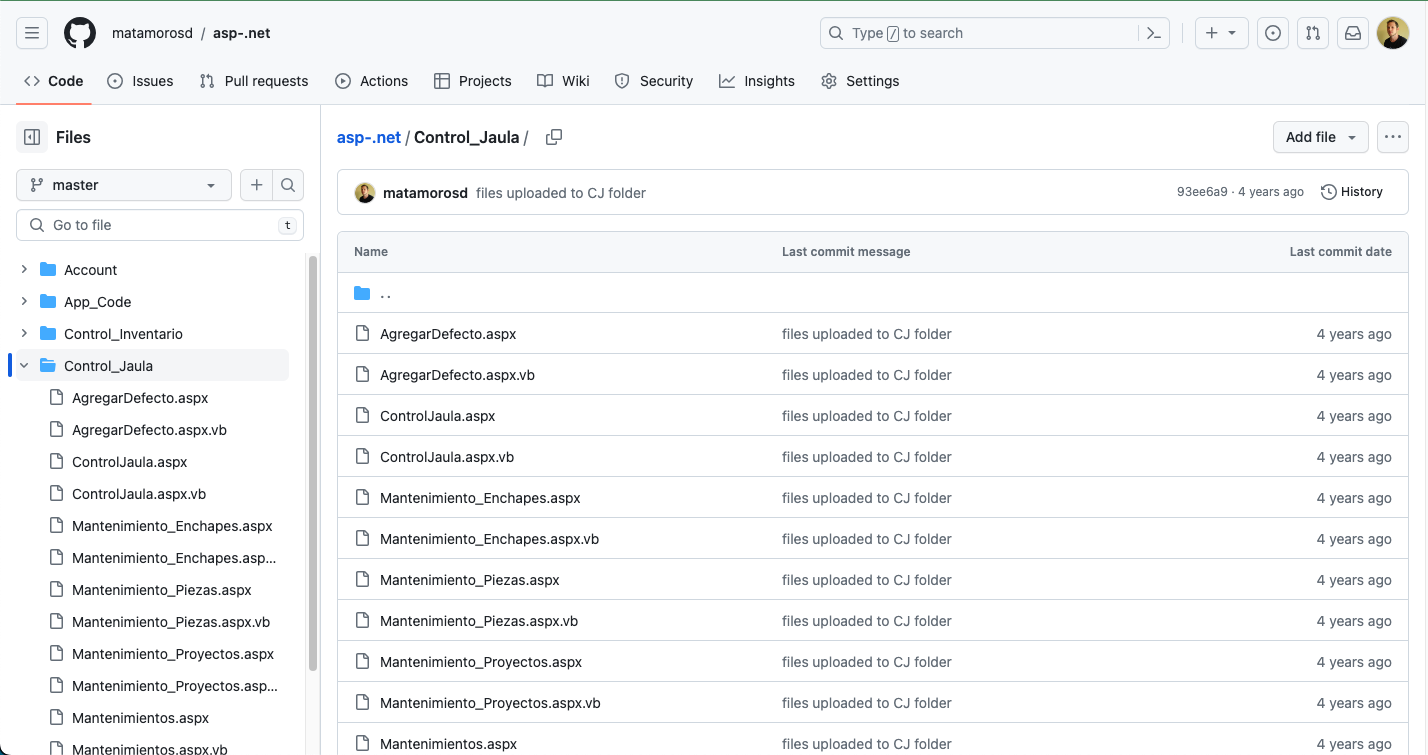 matamorosd / asp-.net
Type / to search
Code
Issues
Pull requests
Actions
Projects
Wiki
Security
Insights
Settings
Files
master
Go to file
t
Account
App_Code
Control_Inventario
Control_Jaula
AgregarDefecto.aspx
AgregarDefecto.aspx.vb
ControlJaula.aspx
ControlJaula.aspx.vb
Mantenimiento_Enchapes.aspx
Mantenimiento_Enchapes.asp...
Mantenimiento_Piezas.aspx
Mantenimiento_Piezas.aspx.vb
Mantenimiento_Proyectos.aspx
Mantenimiento_Proyectos.asp...
Mantenimientos.aspx
Mantenimientos.aspx.vb
asp-.net / Control_Jaula /
Add file
matamorosd files uploaded to CJ folder 93ee6a9 · 4 years ago History
Name Last commit message Last commit date
..
AgregarDefecto.aspx files uploaded to CJ folder 4 years ago
AgregarDefecto.aspx.vb files uploaded to CJ folder 4 years ago
ControlJaula.aspx files uploaded to CJ folder 4 years ago
ControlJaula.aspx.vb files uploaded to CJ folder 4 years ago
Mantenimiento_Enchapes.aspx files uploaded to CJ folder 4 years ago
Mantenimiento_Enchapes.aspx.vb files uploaded to CJ folder 4 years ago
Mantenimiento_Piezas.aspx files uploaded to CJ folder 4 years ago
Mantenimiento_Piezas.aspx.vb files uploaded to CJ folder 4 years ago
Mantenimiento_Proyectos.aspx files uploaded to CJ folder 4 years ago
Mantenimiento_Proyectos.aspx.vb files uploaded to CJ folder 4 years ago
Mantenimientos.aspx files uploaded to CJ folder 4 years ago